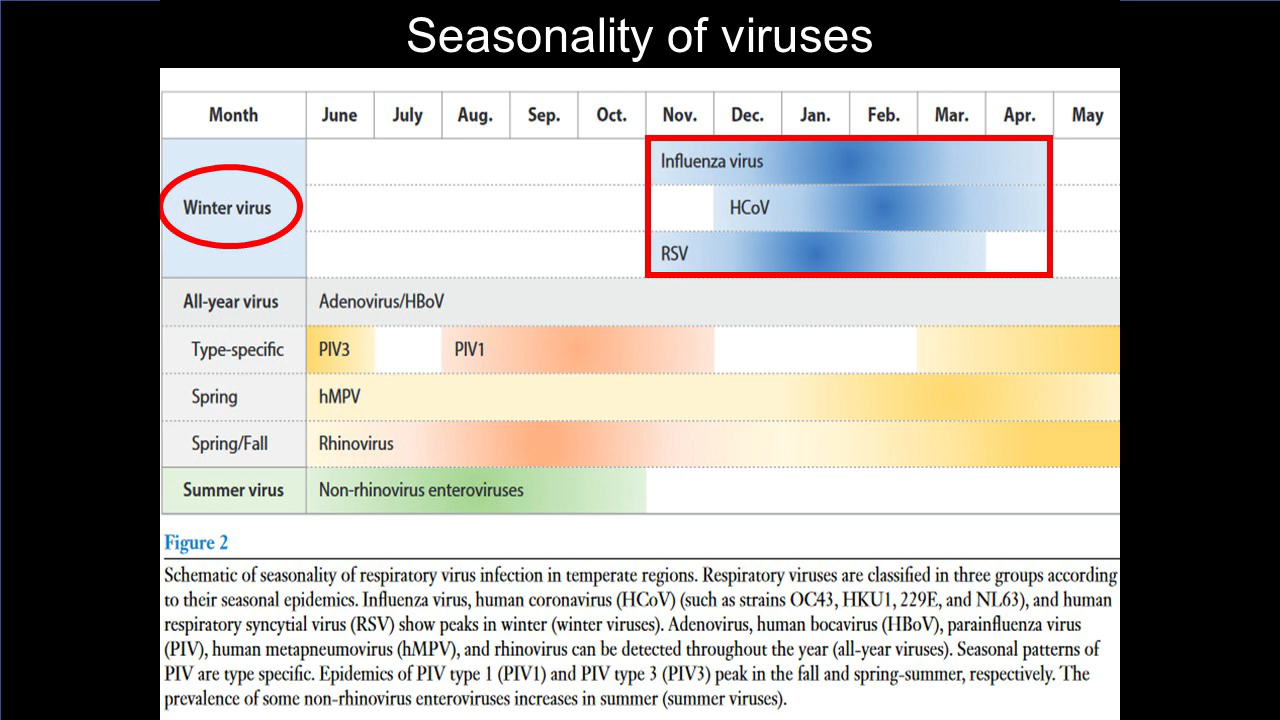 Seasonality of viruses
Month June July Aug. Sep. Oct. Nov. Dec. Jan. Feb. Mar. Apr. May
Influenza virus
Winter virus HCoV
RSV
All-year virus Adenovirus/HBoV
Type-specific PIV3 PIV1
Spring hMPV
Spring/Fall Rhinovirus
Summer virus Non-rhinovirus enteroviruses
Figure 2
Schematic of seasonality of respiratory virus infection in temperate regions. Respiratory viruses are classified in three groups according
to their seasonal epidemics. Influenza virus, human coronavirus (HCoV) (such as strains OC43, HKU1, 229E, and NL63), and human
respiratory syncytial virus (RSV) show peaks in winter (winter viruses). Adenovirus, human bocavirus (HBoV), parainfluenza virus
(PIV), human metapneumovirus (hMPV), and rhinovirus can be detected throughout the year (all-year viruses). Seasonal patterns of
PIV are type specific. Epidemics of PIV type 1 (PIV1) and PIV type 3 (PIV3) peak in the fall and spring-summer, respectively. The
prevalence of some non-rhinovirus enteroviruses increases in summer (summer viruses).